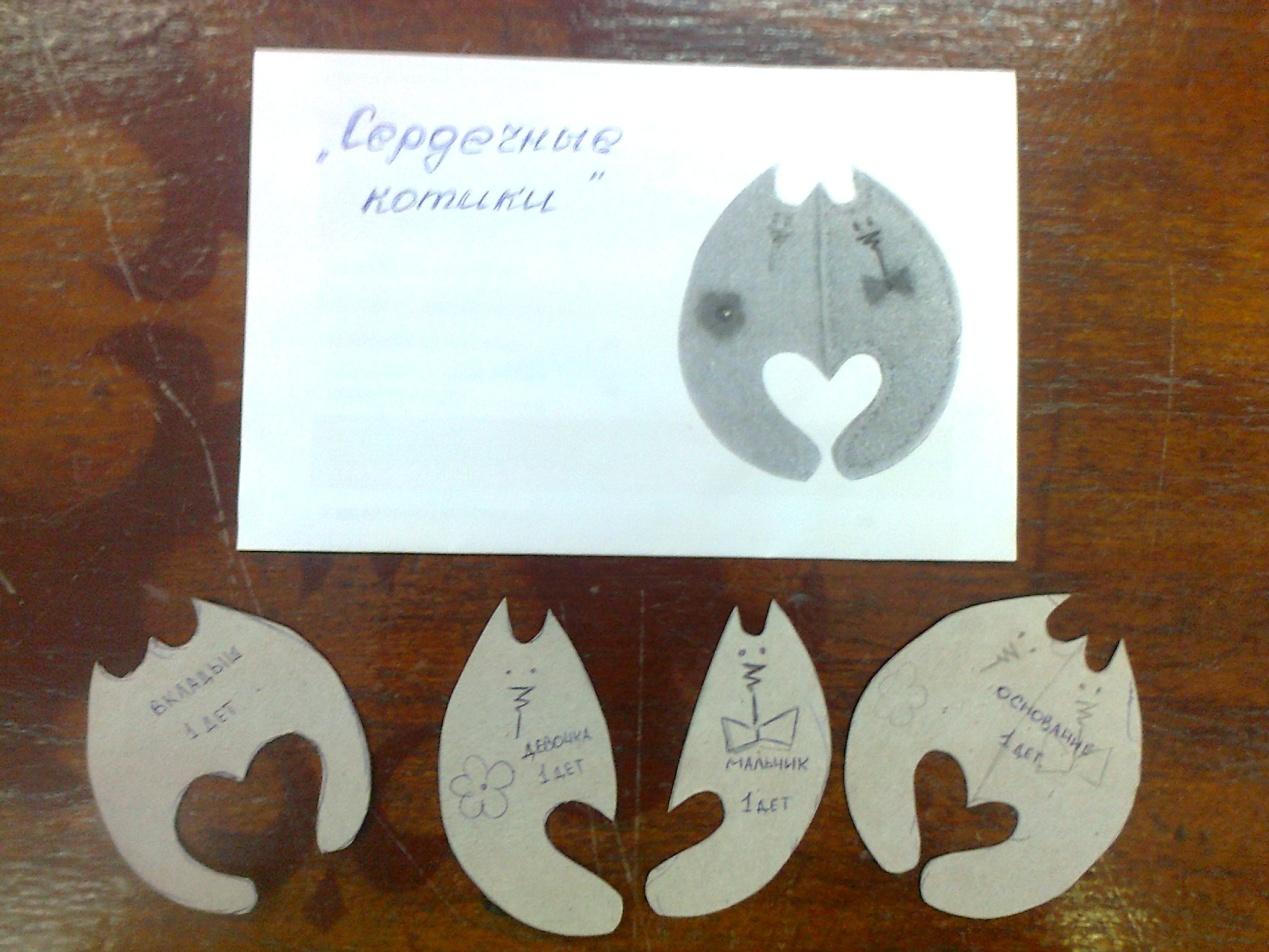 „Сердечные
котики"
ВКЛАДЫШ
1 ДЕТ
ДЕВОЧКА
1 ДЕТ
МАЛЬЧИК
1 ДЕТ
ОСНОВАНИЕ
1 ДЕТ